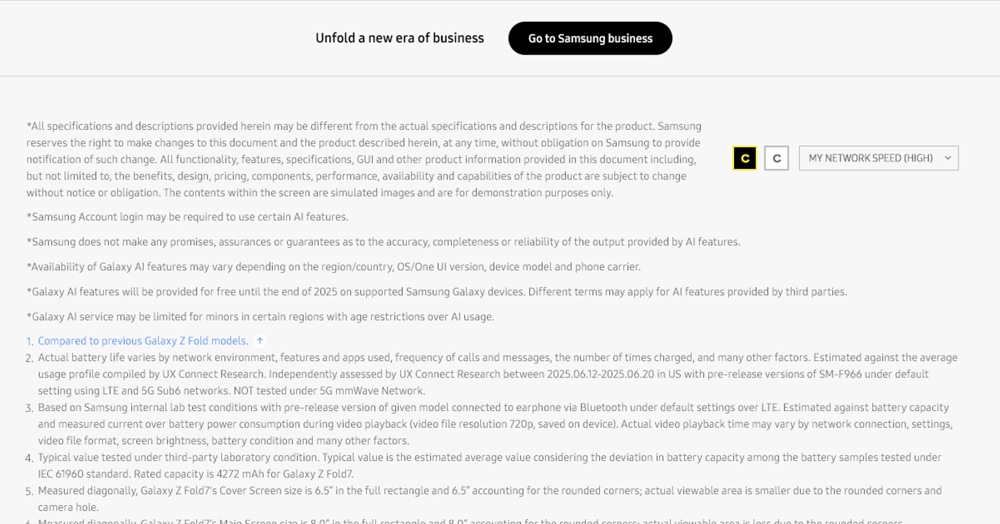 Unfold a new era of business
Go to Samsung business
*All specifications and descriptions provided herein may be different from the actual specifications and descriptions for the product. Samsung
reserves the right to make changes to this document and the product described herein, at any time, without obligation on Samsung to provide
notification of such change. All functionality, features, specifications, GUI and other product information provided in this document including,
but not limited to, the benefits, design, pricing, components, performance, availability and capabilities of the product are subject to change
without notice or obligation. The contents within the screen are simulated images and are for demonstration purposes only.
C
C
MY NETWORK SPEED (HIGH)
*Samsung Account login may be required to use certain AI features.
*Samsung does not make any promises, assurances or guarantees as to the accuracy, completeness or reliability of the output provided by AI features.
*Availability of Galaxy AI features may vary depending on the region/country, OS/One UI version, device model and phone carrier.
*Galaxy AI features will be provided for free until the end of 2025 on supported Samsung Galaxy devices. Different terms may apply for AI features provided by third parties.
*Galaxy AI service may be limited for minors in certain regions with age restrictions over AI usage.
1. Compared to previous Galaxy Z Fold models. ↑
2. Actual battery life varies by network environment, features and apps used, frequency of calls and messages, the number of times charged, and many other factors. Estimated against the average
usage profile compiled by UX Connect Research. Independently assessed by UX Connect Research between 2025.06.12-2025.06.20 in US with pre-release versions of SM-F966 under default
setting using LTE and 5G Sub6 networks. NOT tested under 5G mmWave Network.
3. Based on Samsung internal lab test conditions with pre-release version of given model connected to earphone via Bluetooth under default settings over LTE. Estimated against battery capacity
and measured current over battery power consumption during video playback (video file resolution 720p, saved on device). Actual video playback time may vary by network connection, settings,
video file format, screen brightness, battery condition and many other factors.
4. Typical value tested under third-party laboratory condition. Typical value is the estimated average value considering the deviation in battery capacity among the battery samples tested under
IEC 61960 standard. Rated capacity is 4272 mAh for Galaxy Z Fold7.
5. Measured diagonally, Galaxy Z Fold7's Cover Screen size is 6.5” in the full rectangle and 6.5” accounting for the rounded corners; actual viewable area is smaller due to the rounded corners and
camera hole.
6. Measured diagonally, Galaxy Z Fold7's Main Screen size is 8.0” in the full rectangle and 8.0” accounting for the rounded corners; actual viewable area is less due to the rounded corners